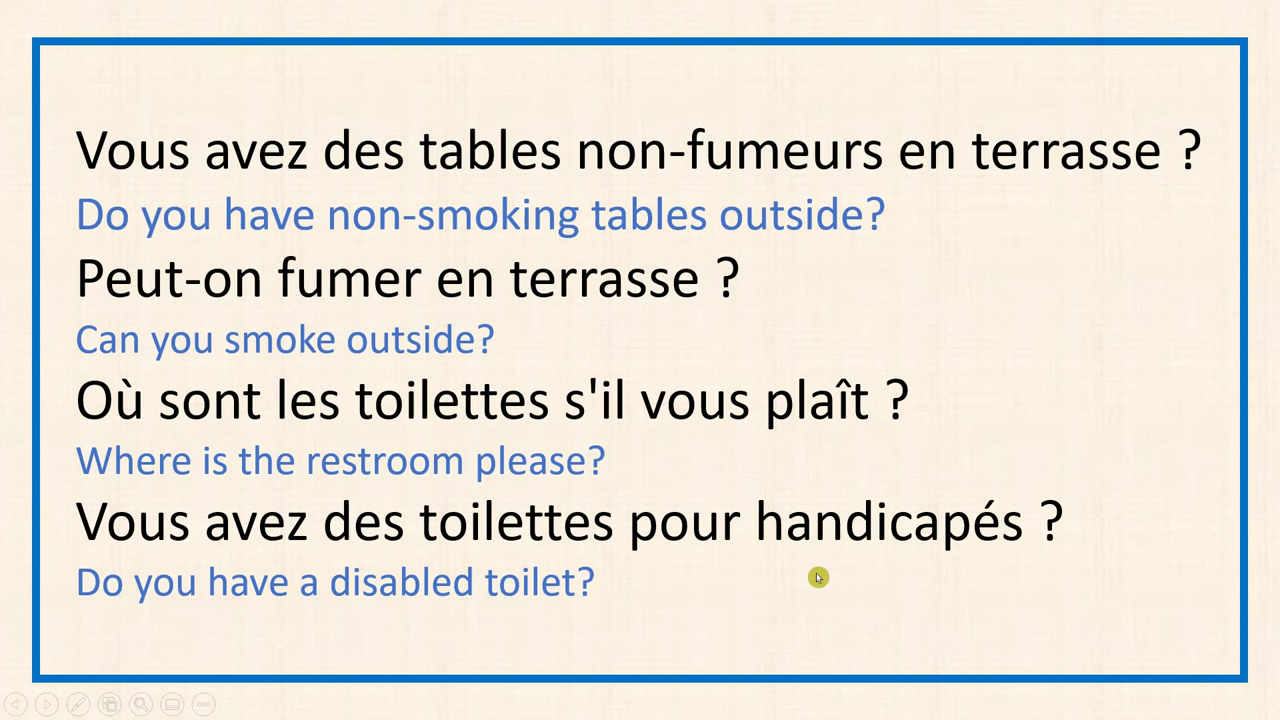 Vous avez des tables non-fumeurs en terrasse ?
Do you have non-smoking tables outside?
Peut-on fumer en terrasse ?
Can you smoke outside?
Où sont les toilettes s'il vous plaît ?
Where is the restroom please?
Vous avez des toilettes pour handicapés ?
Do you have a disabled toilet?